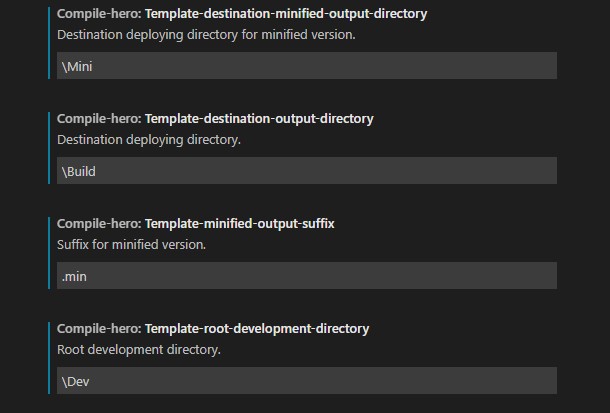 Compile-hero: Template-destination-minified-output-directory
Destination deploying directory for minified version.
\Mini
Compile-hero: Template-destination-output-directory
Destination deploying directory.
\Build
Compile-hero: Template-minified-output-suffix
Suffix for minified version.
.min
Compile-hero: Template-root-development-directory
Root development directory.
\Dev